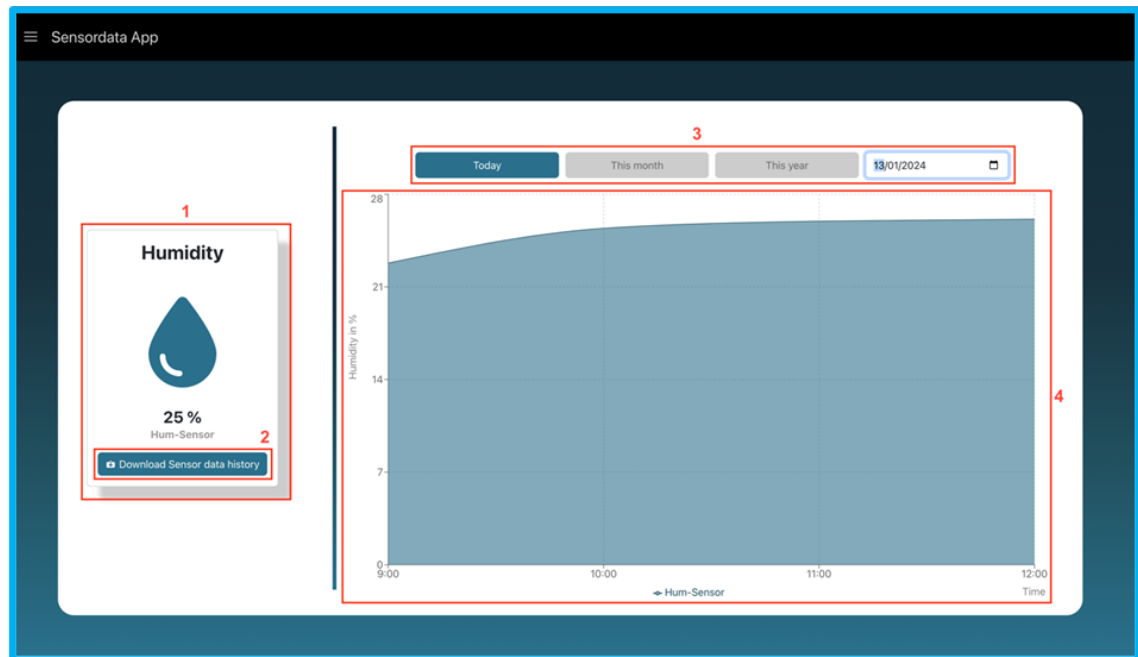 Sensordata App
3
Today
This month
This year
13/01/2024
1
Humidity
25 %
Hum-Sensor
2
Download Sensor data history
28
21
14
7
0
Humidity in %
4
9:00
10:00
11:00
12:00
Hum-Sensor
Time